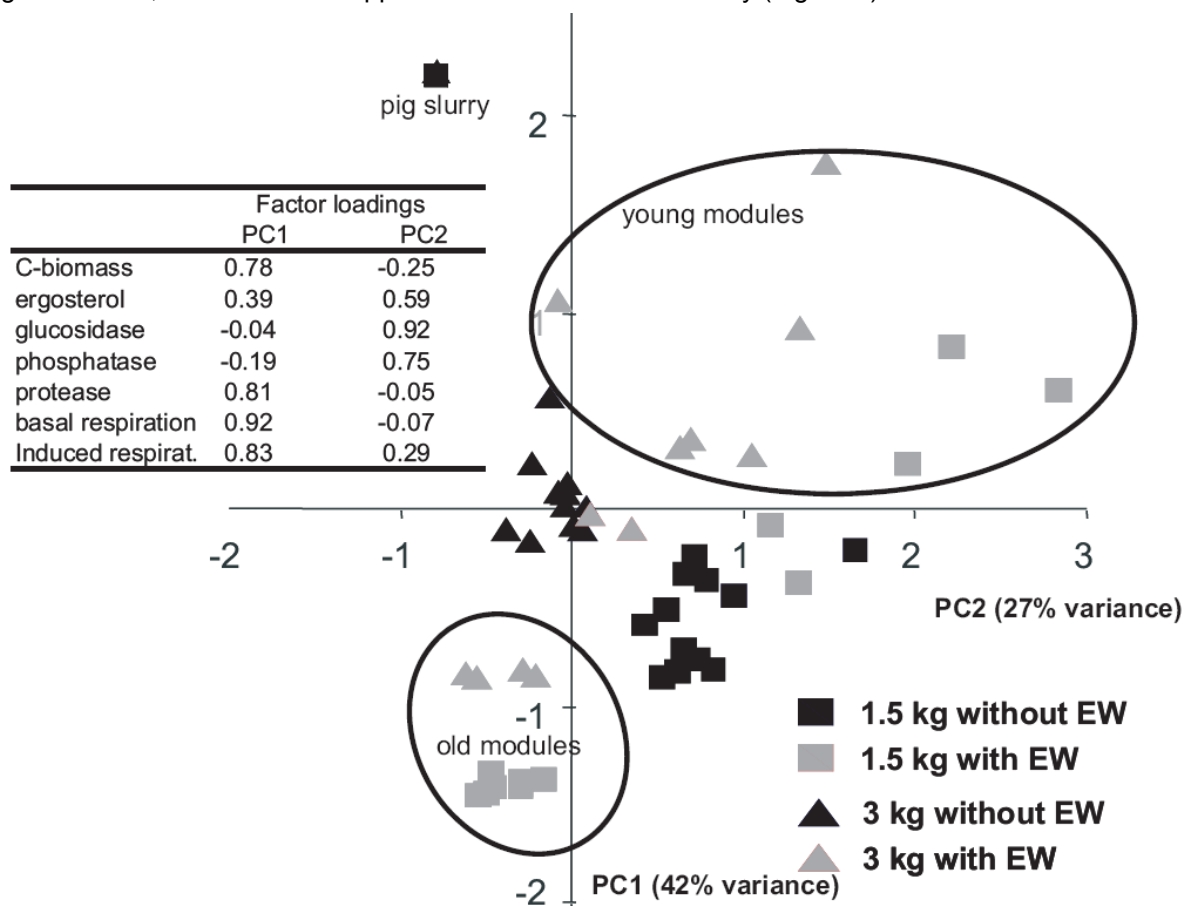 pig slurry
2
Factor loadings
PC1 PC2
C-biomass 0.78 -0.25
ergosterol 0.39 0.59
glucosidase -0.04 0.92
phosphatase -0.19 0.75
protease 0.81 -0.05
basal respiration 0.92 -0.07
Induced respirat. 0.83 0.29
young modules
1
-2 -1 1 2 3
PC2 (27% variance)
-1
old modules
1.5 kg without EW
1.5 kg with EW
3 kg without EW
3 kg with EW
-2
PC1 (42% variance)